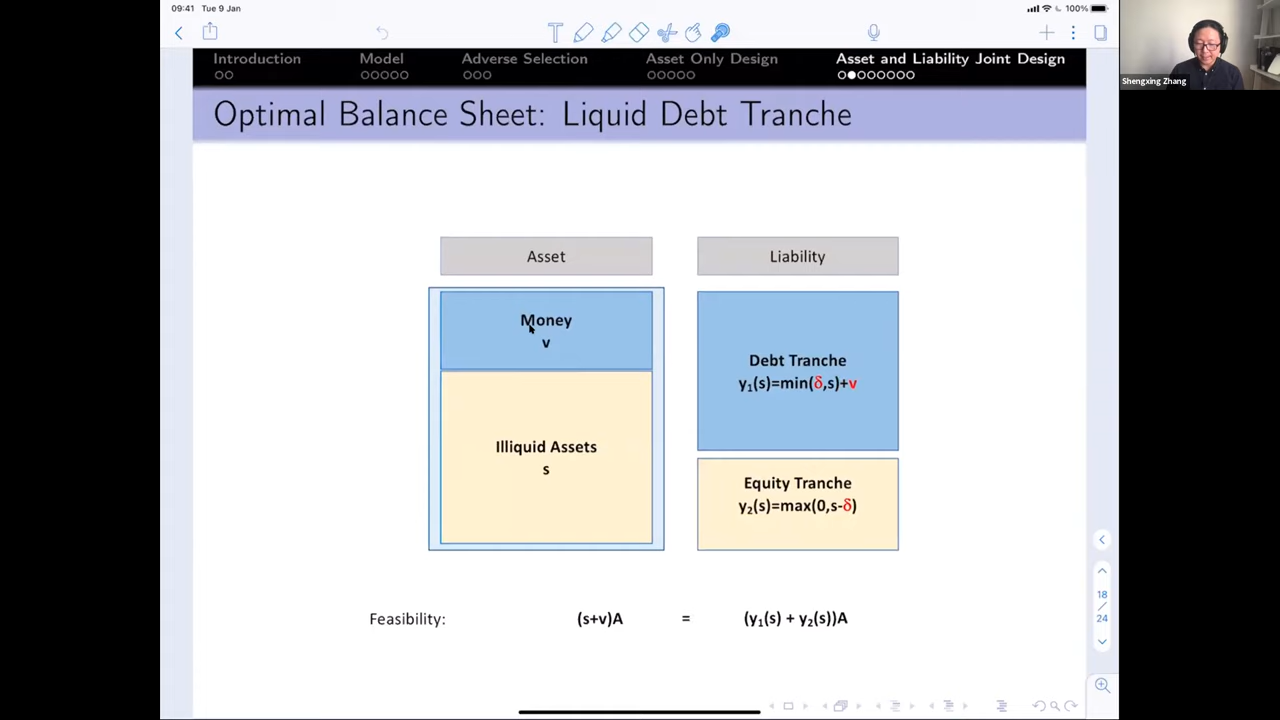 09:41 Tue 9 Jan
100%
Introduction
Model
Adverse Selection
Asset Only Design
Asset and Liability Joint Design
Optimal Balance Sheet: Liquid Debt Tranche
Asset
Liability
Money
v
Illiquid Assets
s
Debt Tranche
y₁(s)=min(δ,s)+v
Equity Tranche
y₂(s)=max(0,s-δ)
Feasibility: (s+v)A = (y₁(s) + y₂(s))A
18
/
24
Shengxing Zhang